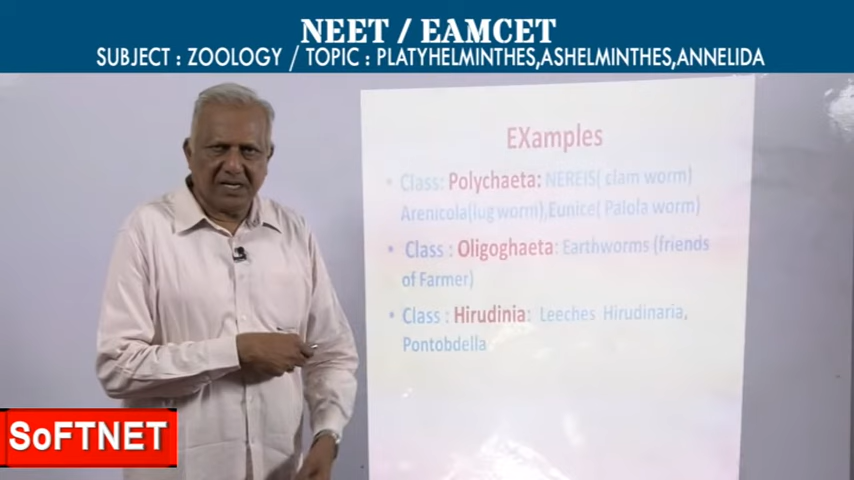 NEET / EAMCET
SUBJECT : ZOOLOGY / TOPIC : PLATYHELMINTHES,ASHELMINTHES,ANNELIDA
EXamples
• Class: Polychaeta: NEREIS( clam worm)
Arenicola(lug worm),Eunice( Palola worm)
• Class : Oligoghaeta: Earthworms (friends
of Farmer)
• Class : Hirudinia: Leeches Hirudinaria,
Pontobdella
SoFTNET